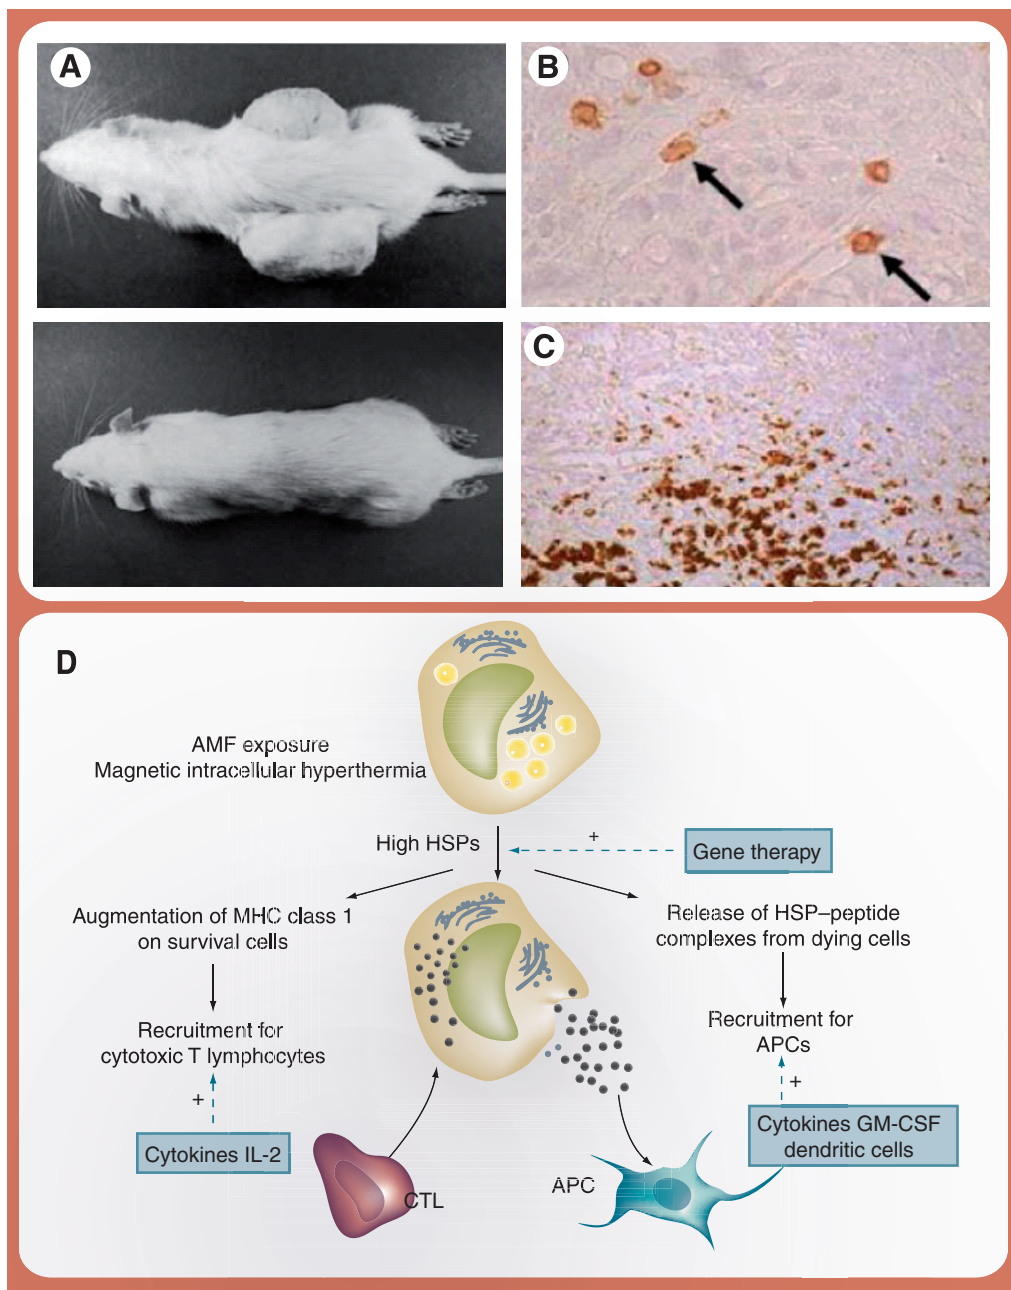 A
B
C
D
AMF exposure
Magnetic intracellular hyperthermia
High HSPs
+
Gene therapy
Augmentation of MHC class 1
on survival cells
Release of HSP–peptide
complexes from dying cells
Recruitment for
cytotoxic T lymphocytes
Recruitment for
APCs
+
+
Cytokines IL-2
Cytokines GM-CSF
dendritic cells
CTL
APC